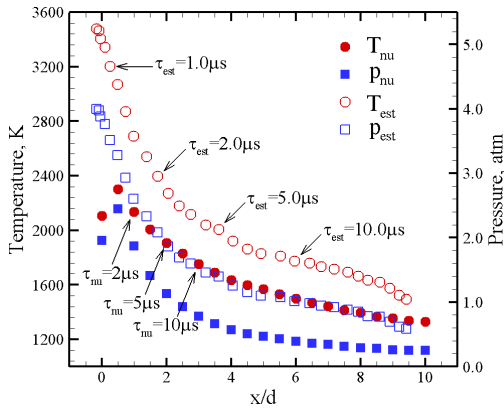 3600
3200
2800
2400
2000
1600
1200
Temperature, K
0
2
4
6
8
10
x/d
5.0
4.0
3.0
2.0
1.0
0.0
Pressure, atm
T_nu
p_nu
T_est
p_est
τ_est=1.0μs
τ_est=2.0μs
τ_est=5.0μs
τ_est=10.0μs
τ_nu=2μs
τ_nu=5μs
τ_nu=10μs